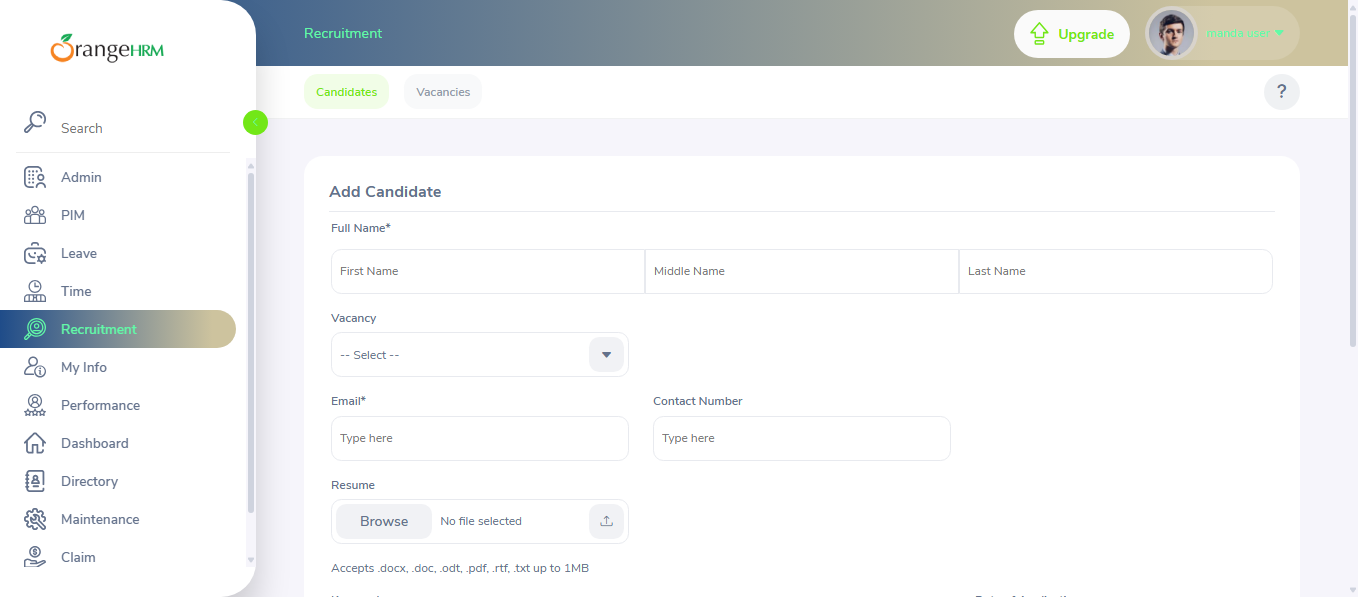 OrangeHRM
Search
Admin
PIM
Leave
Time
Recruitment
My Info
Performance
Dashboard
Directory
Maintenance
Claim
Recruitment
Upgrade
manda user
Candidates
Vacancies
?
Add Candidate
Full Name*
First Name
Middle Name
Last Name
Vacancy
-- Select --
Email*
Contact Number
Type here
Type here
Resume
Browse
No file selected
Accepts .docx, .doc, .odt, .pdf, .rtf, .txt up to 1MB